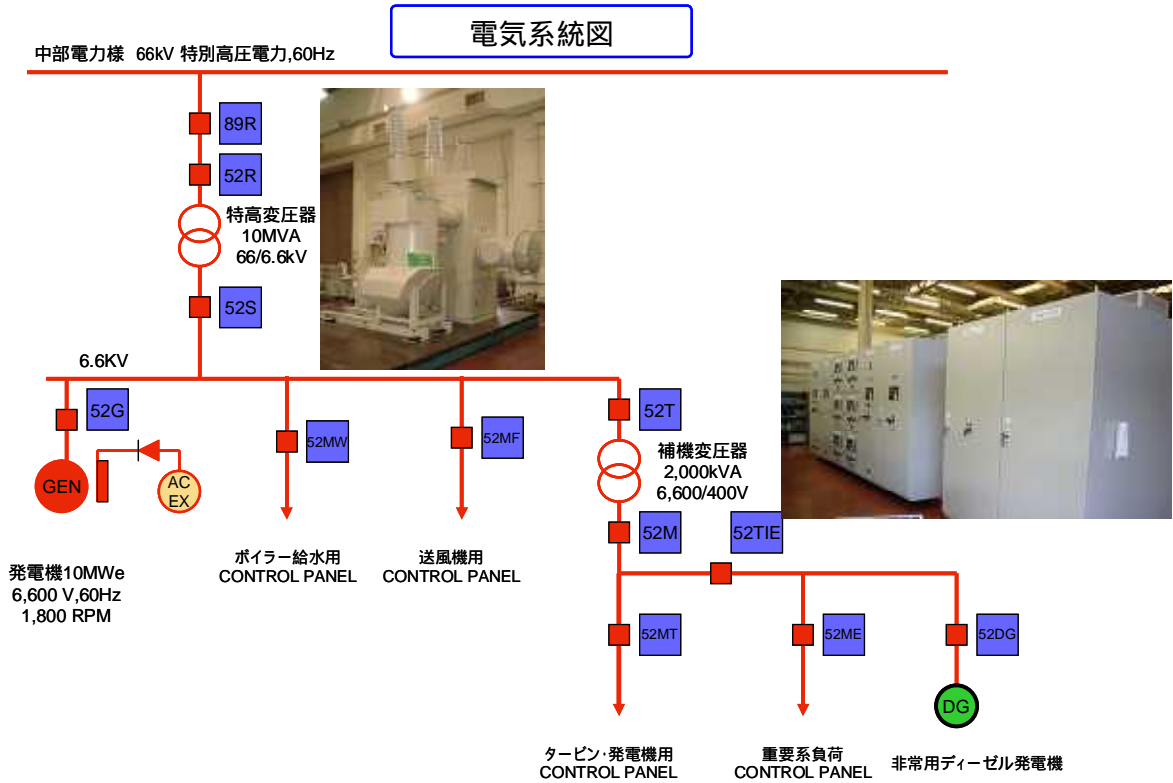 電気系統図
中部電力様 66kV 特別高圧電力,60Hz
89R
52R
特高変圧器
10MVA
66/6.6kV
52S
6.6KV
52G
52MW
52MF
52T
GEN
AC
EX
補機変圧器
2,000kVA
6,600/400V
52M
52TIE
発電機10MWe
6,600 V,60Hz
1,800 RPM
ボイラー給水用
CONTROL PANEL
送風機用
CONTROL PANEL
52MT
52ME
52DG
DG
タービン・発電機用
CONTROL PANEL
重要系負荷
CONTROL PANEL
非常用ディーゼル発電機